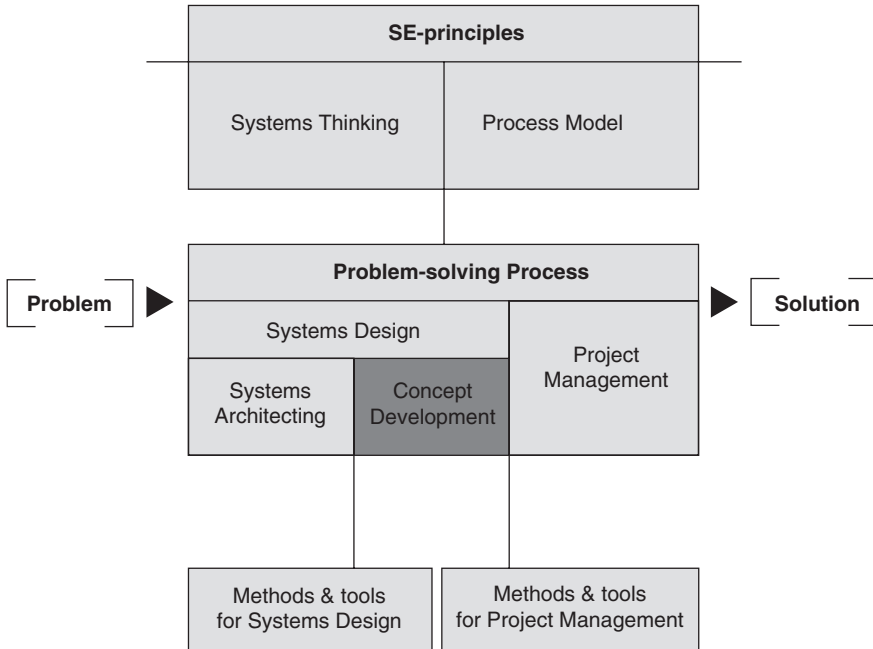 SE-principles
Systems Thinking
Process Model
Problem-solving Process
Problem
Solution
Systems Design
Project
Management
Systems
Architecting
Concept
Development
Methods & tools
for Systems Design
Methods & tools
for Project Management